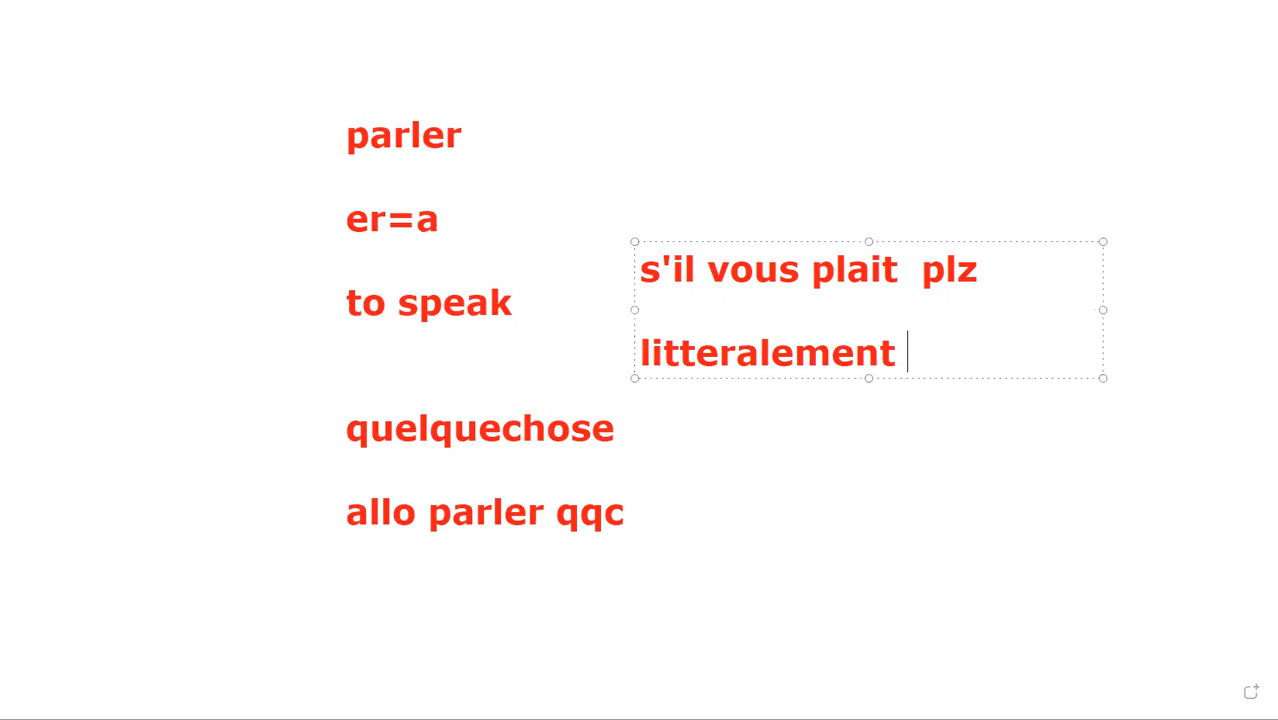 parler
er=a
to speak
quelquechose
allo parler qqc
s'il vous plait  plz
litteralement